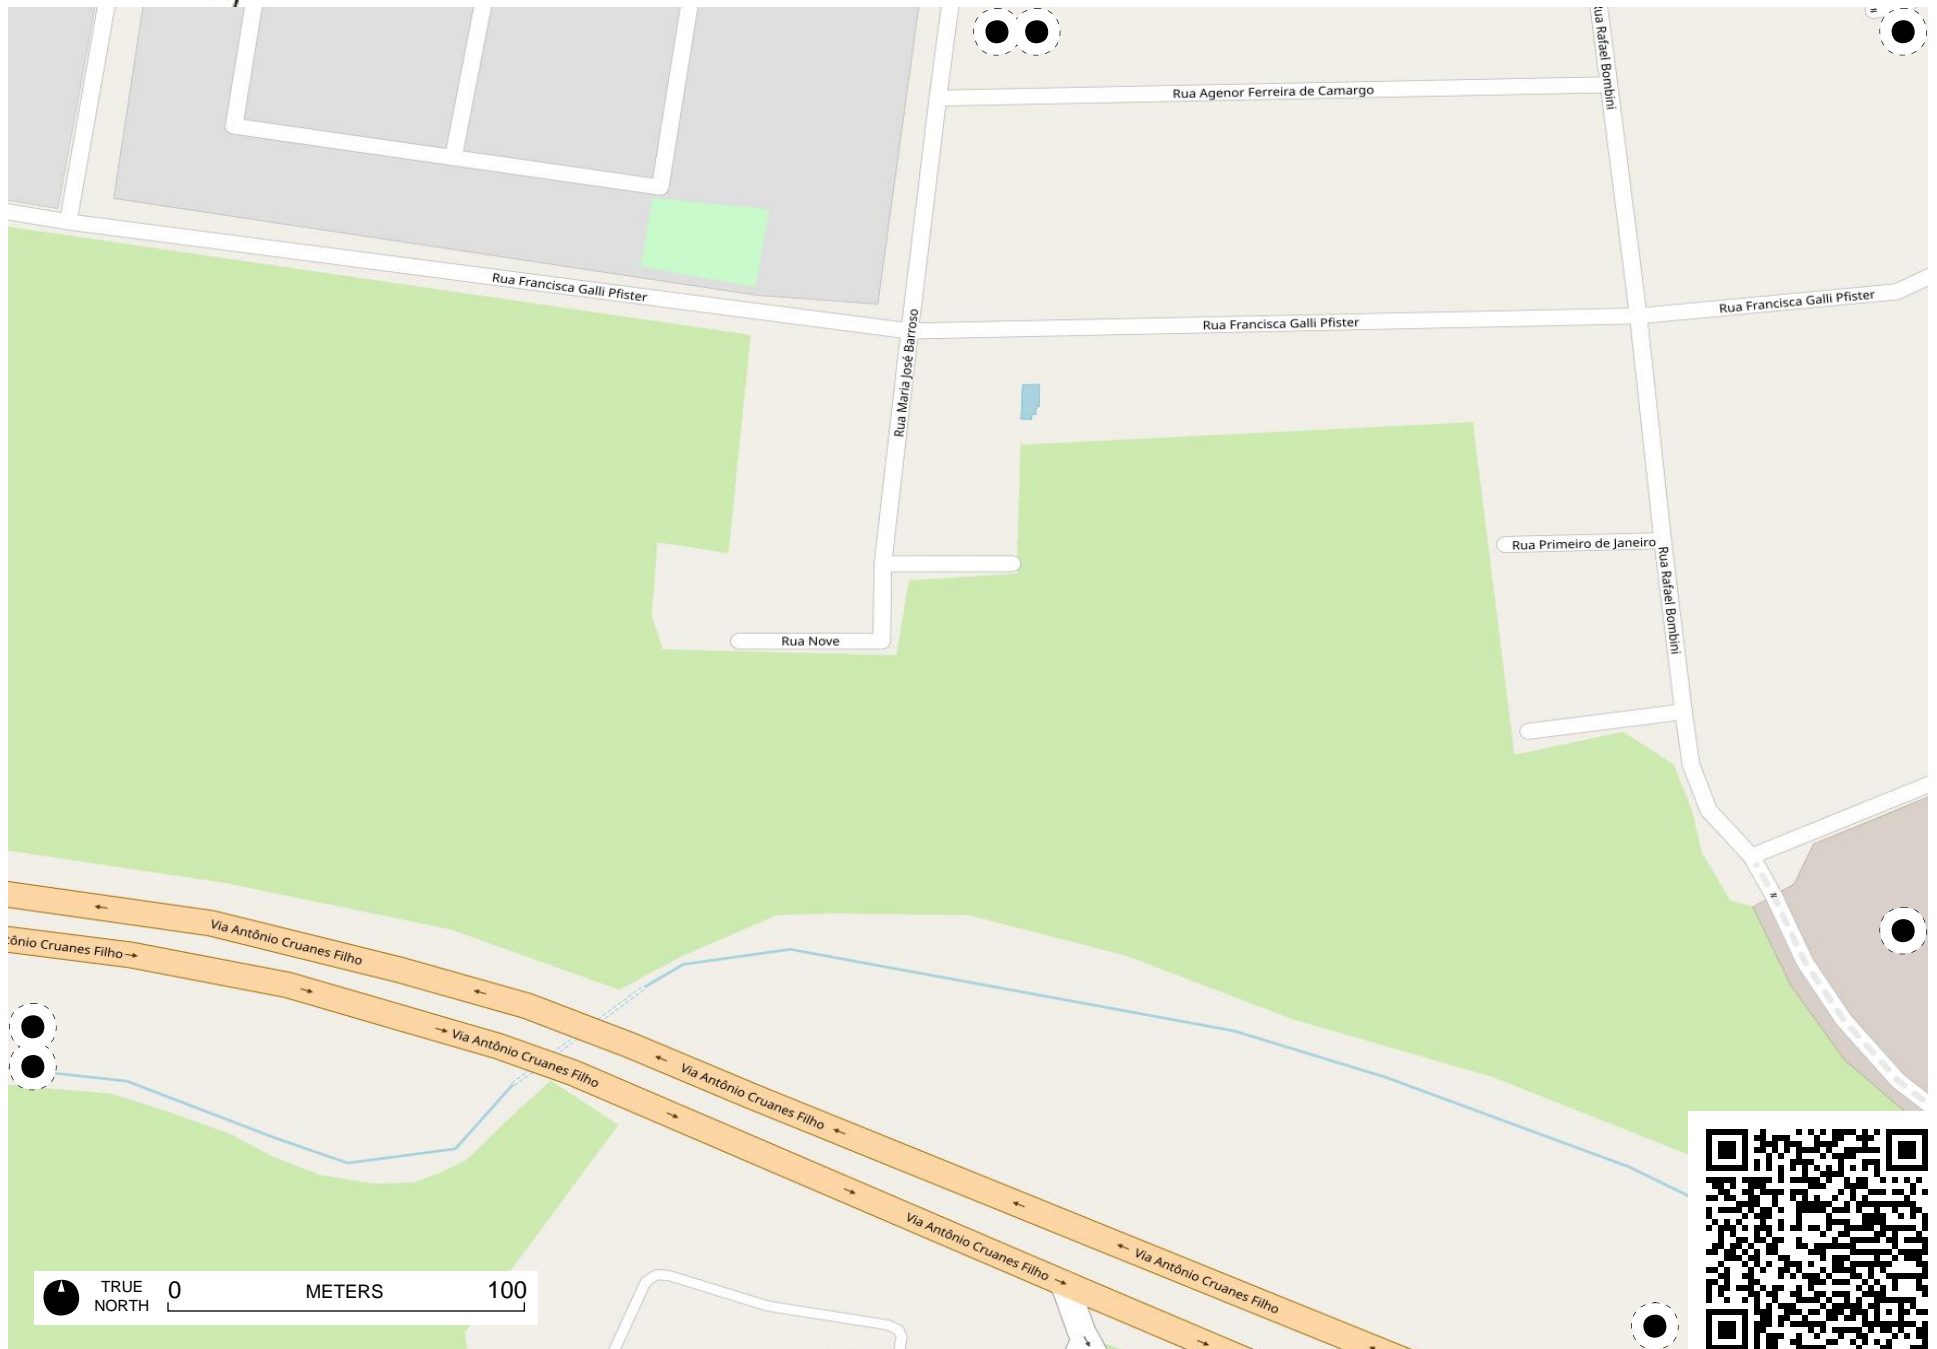 Rua Rafael Bombini
Rua Agenor Ferreira de Camargo
Rua Francisca Galli Pfister
Rua Francisca Galli Pfister
Rua Francisca Galli Pfister
Rua Maria José Barroso
Rua Primeiro de Janeiro
Rua Rafael Bombini
Rua Nove
Via Antônio Cruanes Filho
tônio Cruanes Filho
Via Antônio Cruanes Filho
Via Antônio Cruanes Filho
Via Antônio Cruanes Filho
Via Antônio Cruanes Filho
TRUE
NORTH
0 METERS 100